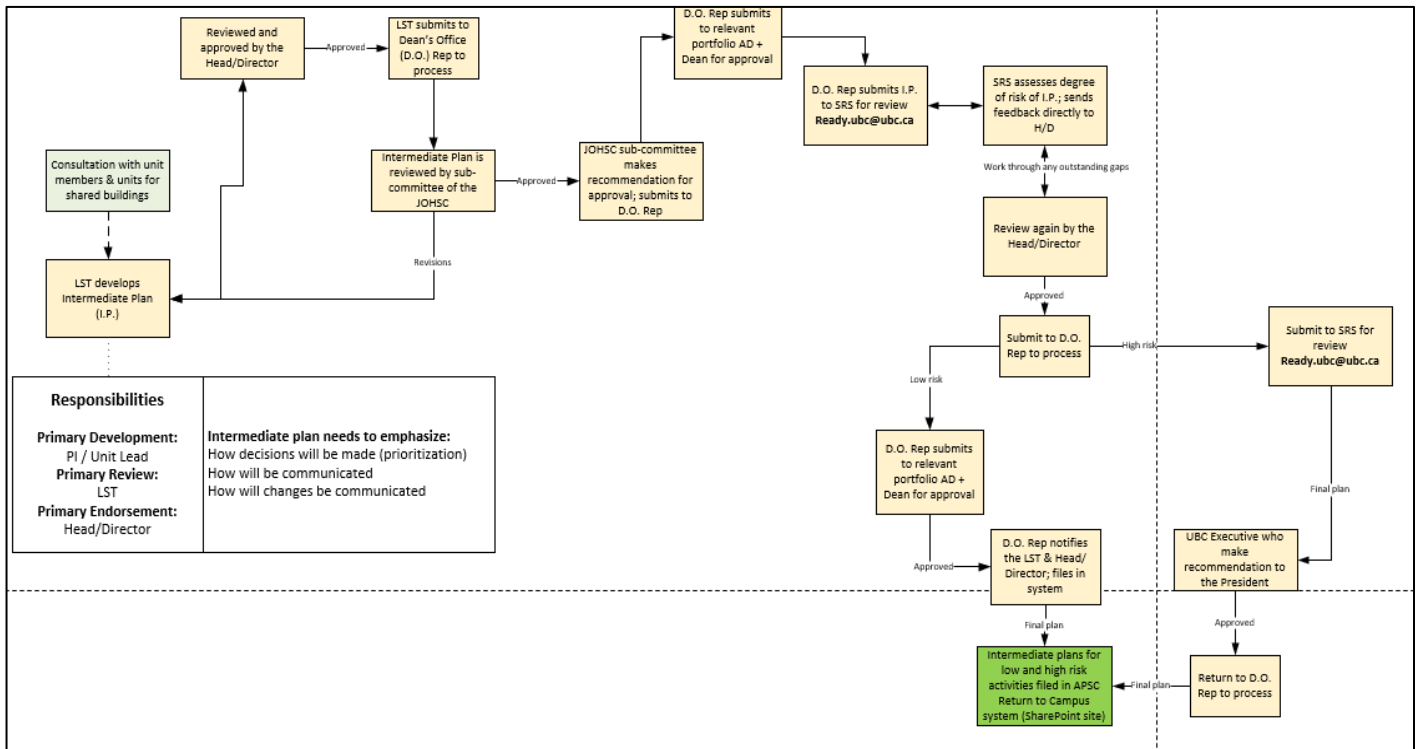 Reviewed and
approved by the
Head/Director
Approved
LST submits to
Dean's Office
(D.O.) Rep to
process
D.O. Rep submits
to relevant
portfolio AD +
Dean for approval
D.O. Rep submits I.P.
to SRS for review
Ready.ubc@ubc.ca
SRS assesses degree
of risk of I.P.; sends
feedback directly to
H/D
Consultation with unit
members & units for
shared buildings
Intermediate Plan is
reviewed by sub-
committee of the
JOHSC
Approved
JOHSC sub-committee
makes
recommendation for
approval; submits to
D.O. Rep
Work through any outstanding gaps
Review again by the
Head/Director
Revisions
LST develops
Intermediate Plan
(I.P.)
Approved
Submit to D.O.
Rep to process
High risk
Submit to SRS for
review
Ready.ubc@ubc.ca
Low risk
Responsibilities
Primary Development:
PI / Unit Lead
Primary Review:
LST
Primary Endorsement:
Head/Director
Intermediate plan needs to emphasize:
How decisions will be made (prioritization)
How will be communicated
How will changes be communicated
D.O. Rep submits
to relevant
portfolio AD +
Dean for approval
Final plan
Approved
D.O. Rep notifies
the LST & Head/
Director; files in
system
UBC Executive who
make
recommendation to
the President
Final plan
Approved
Intermediate plans for
low and high risk
activities filed in APSC
Return to Campus
system (SharePoint site)
Final plan
Return to D.O.
Rep to process